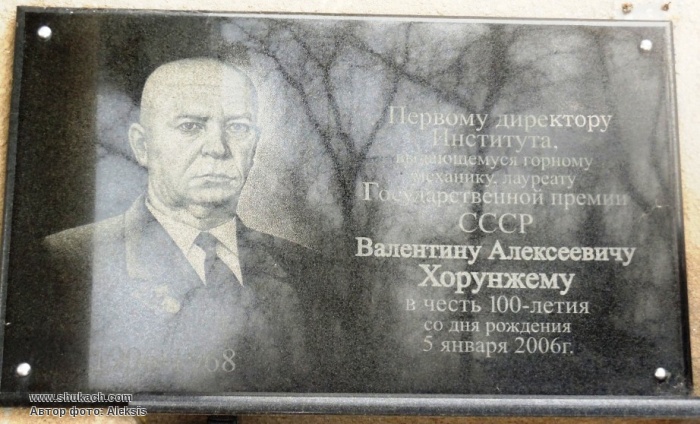 Первому директору
Института,
выдающемуся горному
механику, лауреату
Государственной премии
СССР
Валентину Алексеевичу
Хорунжему
в честь 100-летия
со дня рождения
5 января 2006г.
www.shukach.com
Автор фото: Aleksis